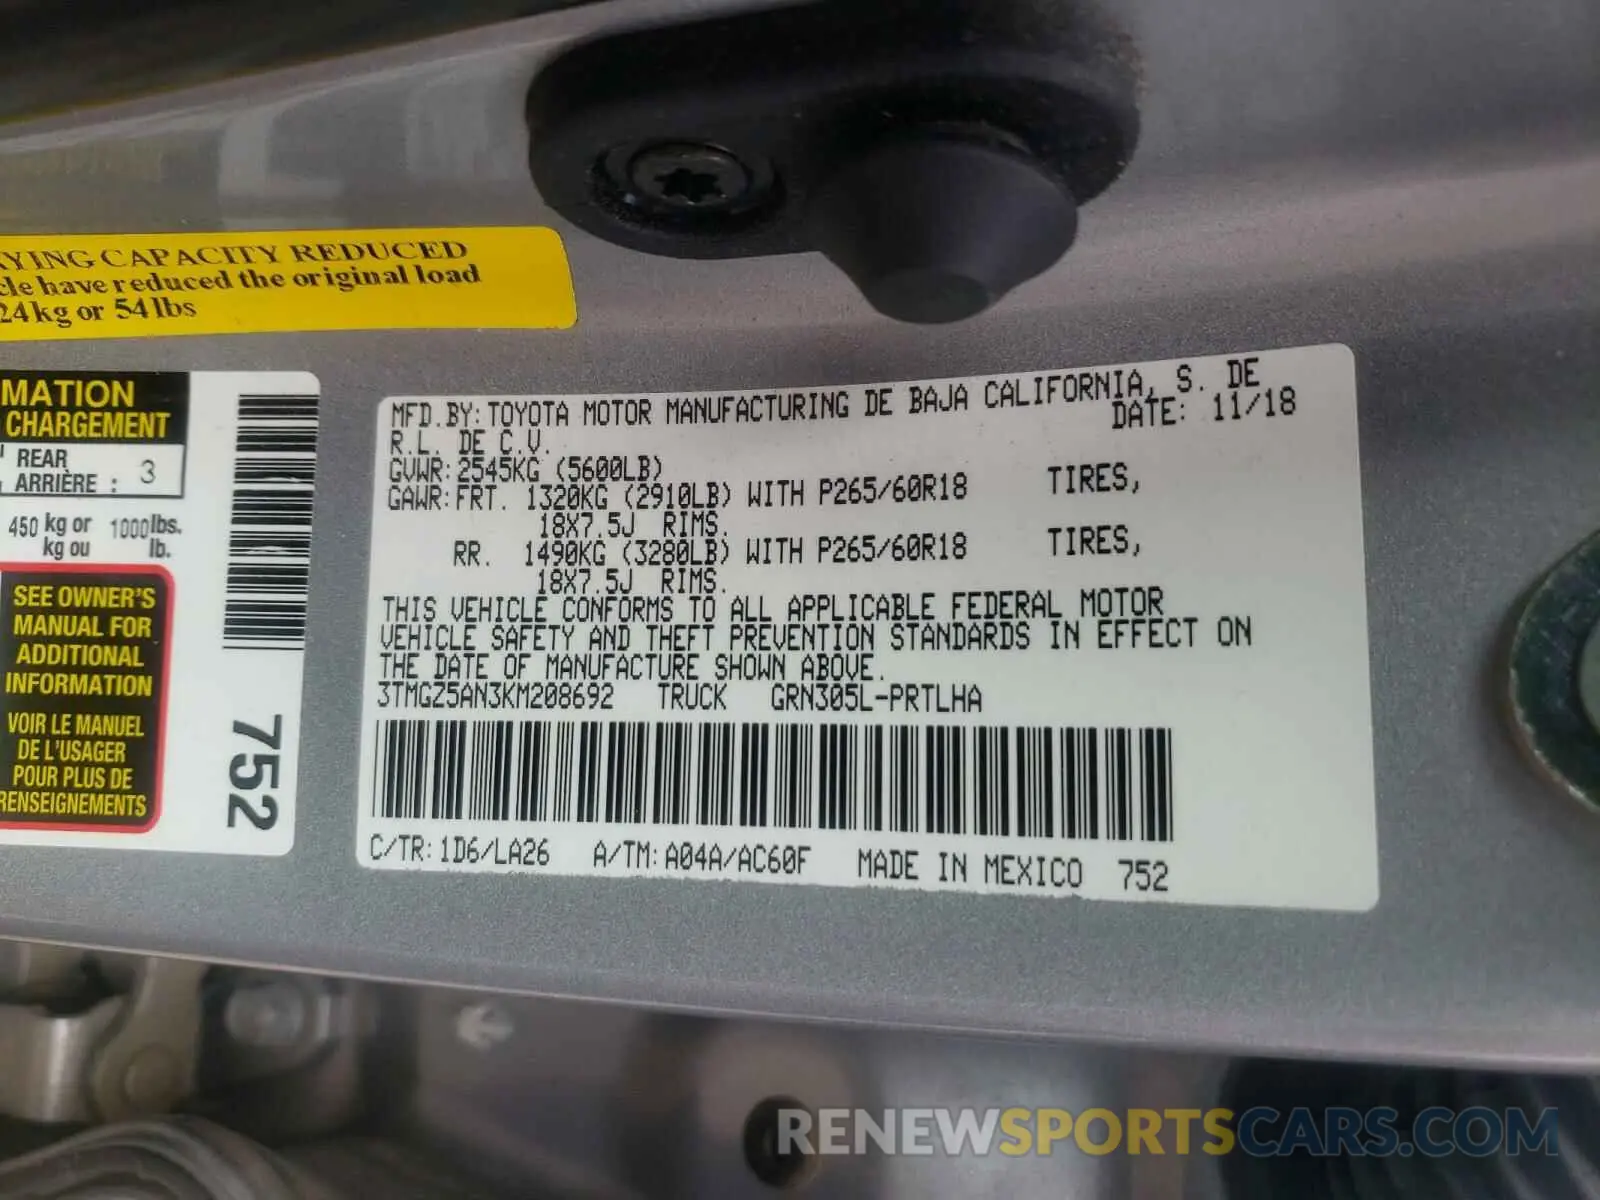 YING CAPACITY REDUCED
cle have reduced the original load
24kg or 54lbs
MATION
CHARGEMENT
REAR
ARRIÈRE : 3
450 kg or 1000 lbs.
kg ou lb.
SEE OWNER'S
MANUAL FOR
ADDITIONAL
INFORMATION
VOIR LE MANUEL
DE L'USAGER
POUR PLUS DE
RENSEIGNEMENTS
752
MFD.BY: TOYOTA MOTOR MANUFACTURING DE BAJA CALIFORNIA, S. DE
R.L. DE C.V. DATE: 11/18
GVWR: 2545KG (5600LB)
GAWR: FRT. 1320KG (2910LB) WITH P265/60R18 TIRES,
18X7.5J RIMS.
RR. 1490KG (3280LB) WITH P265/60R18 TIRES,
18X7.5J RIMS.
THIS VEHICLE CONFORMS TO ALL APPLICABLE FEDERAL MOTOR
VEHICLE SAFETY AND THEFT PREVENTION STANDARDS IN EFFECT ON
THE DATE OF MANUFACTURE SHOWN ABOVE.
3TMGZ5AN3KM208692 TRUCK GRN305L-PRTLHA
C/TR: 1D6/LA26 A/TM: A04A/AC60F MADE IN MEXICO 752
RENEWSPORTSCARS.COM